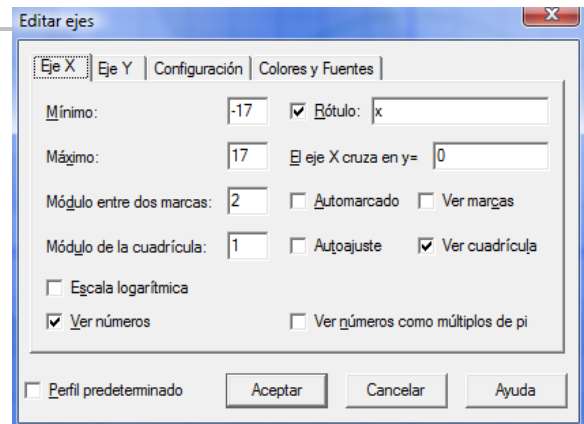 Editar ejes
Eje X Eje Y Configuración Colores y Fuentes
Mínimo: -17 Rótulo: x
Máximo: 17 El eje X cruza en y= 0
Módulo entre dos marcas: 2 Automarcado Ver marcas
Módulo de la cuadrícula: 1 Autoajuste Ver cuadrícula
Escala logarítmica
Ver números Ver números como múltiplos de pi
Perfil predeterminado Aceptar Cancelar Ayuda